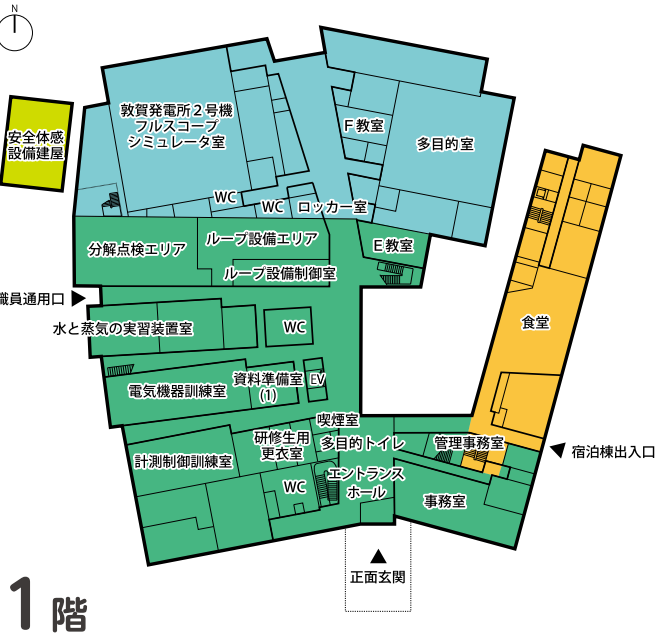 N
安全体感
設備建屋
敦賀発電所２号機
フルスコープ
シミュレータ室
Ｆ教室
多目的室
WC
WC
ロッカー室
分解点検エリア
ループ設備エリア
Ｅ教室
ループ設備制御室
職員通用口
水と蒸気の実習装置室
WC
食堂
電気機器訓練室
資料準備室
(1)
EV
喫煙室
研修生用
更衣室
多目的トイレ
管理事務室
宿泊棟出入口
計測制御訓練室
WC
エントランス
ホール
事務室
正面玄関
1階